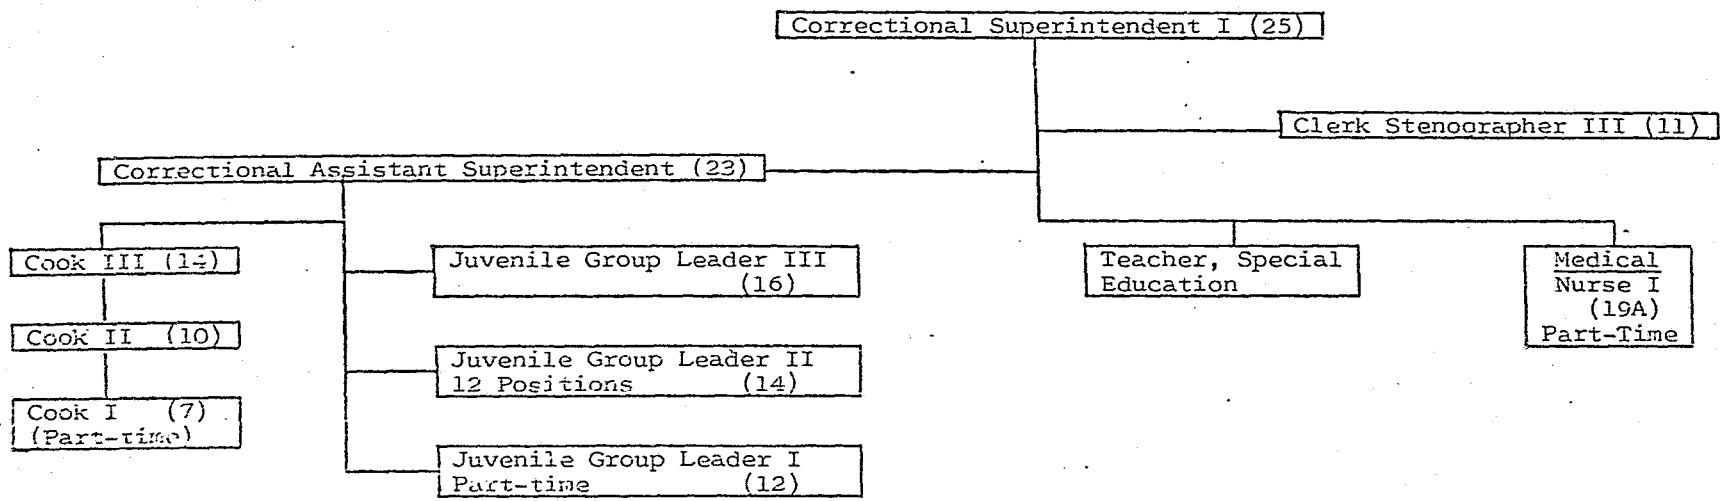 Correctional Superintendent I (25)
Clerk Stenographer III (11)
Correctional Assistant Superintendent (23)
Cook III (14)
Juvenile Group Leader III
(16)
Teacher, Special
Education
Medical
Nurse I
(19A)
Part-Time
Cook II (10)
Juvenile Group Leader II
12 Positions (14)
Cook I (7)
(Part-time)
Juvenile Group Leader I
Part-time (12)